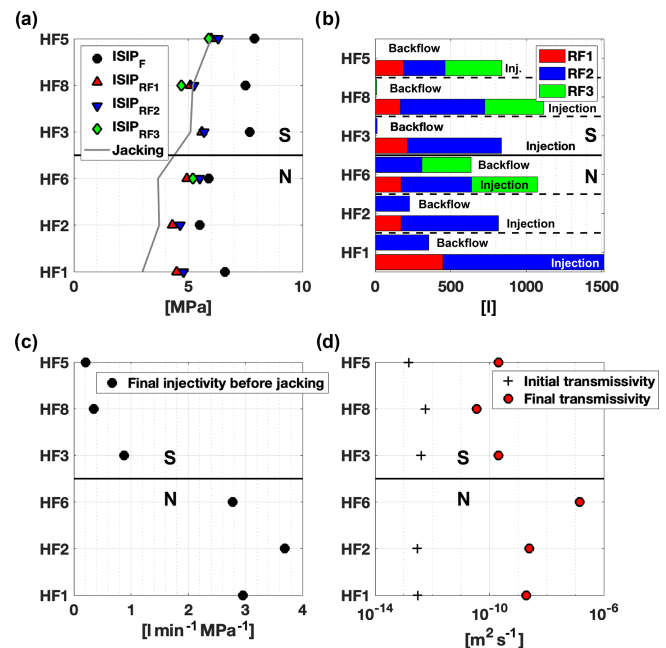 (a)
HF5
HF8
HF3
HF6
HF2
HF1
ISIP_F
ISIP_RF1
ISIP_RF2
ISIP_RF3
Jacking
S
N
0 5 10
[MPa]
(b)
HF5
HF8
HF3
HF6
HF2
HF1
RF1
RF2
RF3
Backflow
Inj.
Backflow
Injection
Backflow
Injection
S
N
Backflow
Injection
Backflow
Injection
Backflow
Injection
0 500 1000 1500
[l]
(c)
HF5
HF8
HF3
HF6
HF2
HF1
Final injectivity before jacking
S
N
0 1 2 3 4
[l min⁻¹ MPa⁻¹]
(d)
HF5
HF8
HF3
HF6
HF2
HF1
Initial transmissivity
Final transmissivity
S
N
10⁻¹⁴ 10⁻¹⁰ 10⁻⁶
[m² s⁻¹]